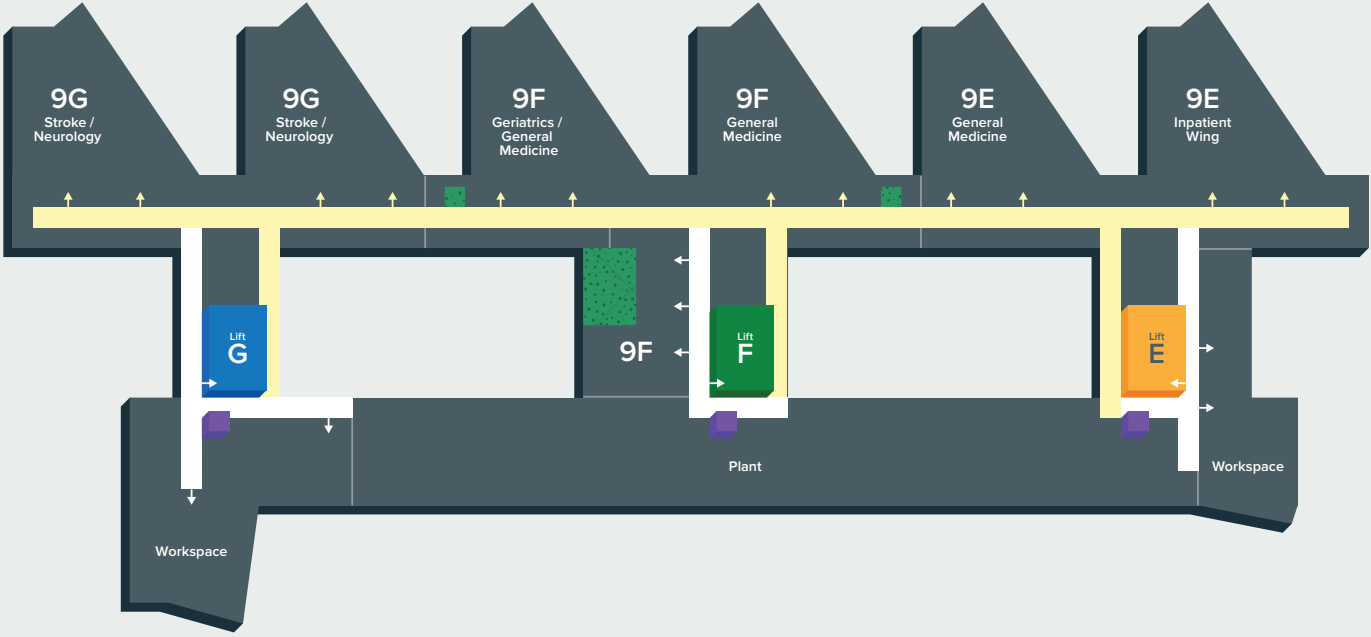 9G
Stroke /
Neurology
9G
Stroke /
Neurology
9F
Geriatrics /
General
Medicine
9F
General
Medicine
9E
General
Medicine
9E
Inpatient
Wing
Lift
G
9F
Lift
F
Lift
E
Plant
Workspace
Workspace